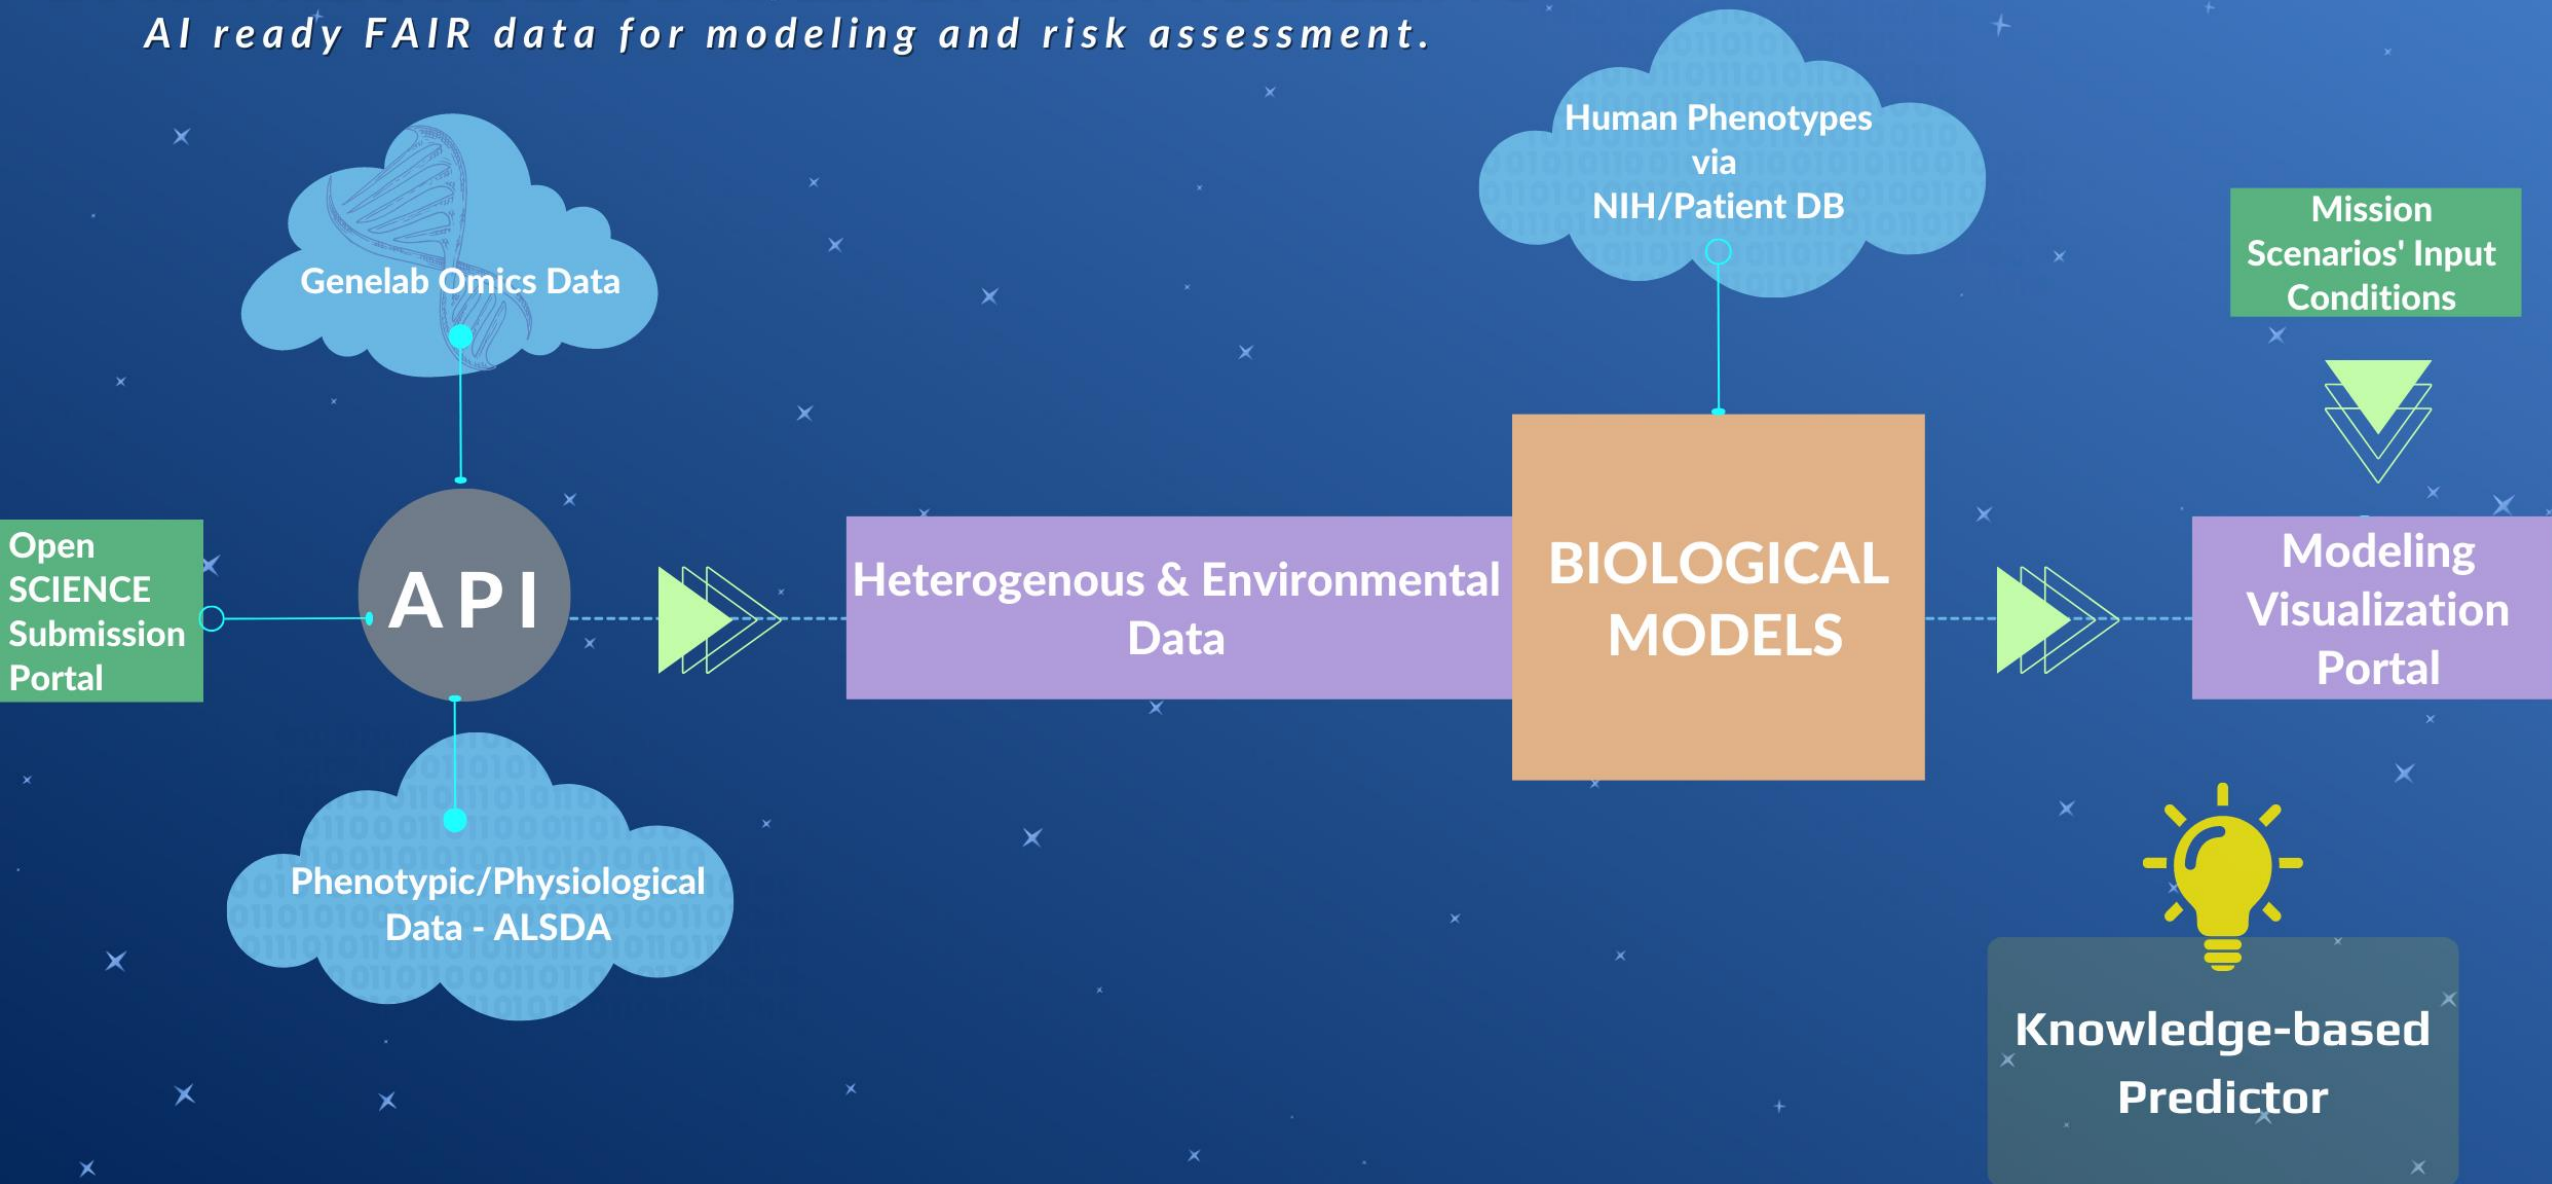 AI ready FAIR data for modeling and risk assessment.
Human Phenotypes
via
NIH/Patient DB
Mission
Scenarios' Input
Conditions
Genelab Omics Data
Open
SCIENCE
Submission
Portal
API
Heterogenous & Environmental
Data
BIOLOGICAL
MODELS
Modeling
Visualization
Portal
Phenotypic/Physiological
Data - ALSDA
Knowledge-based
Predictor